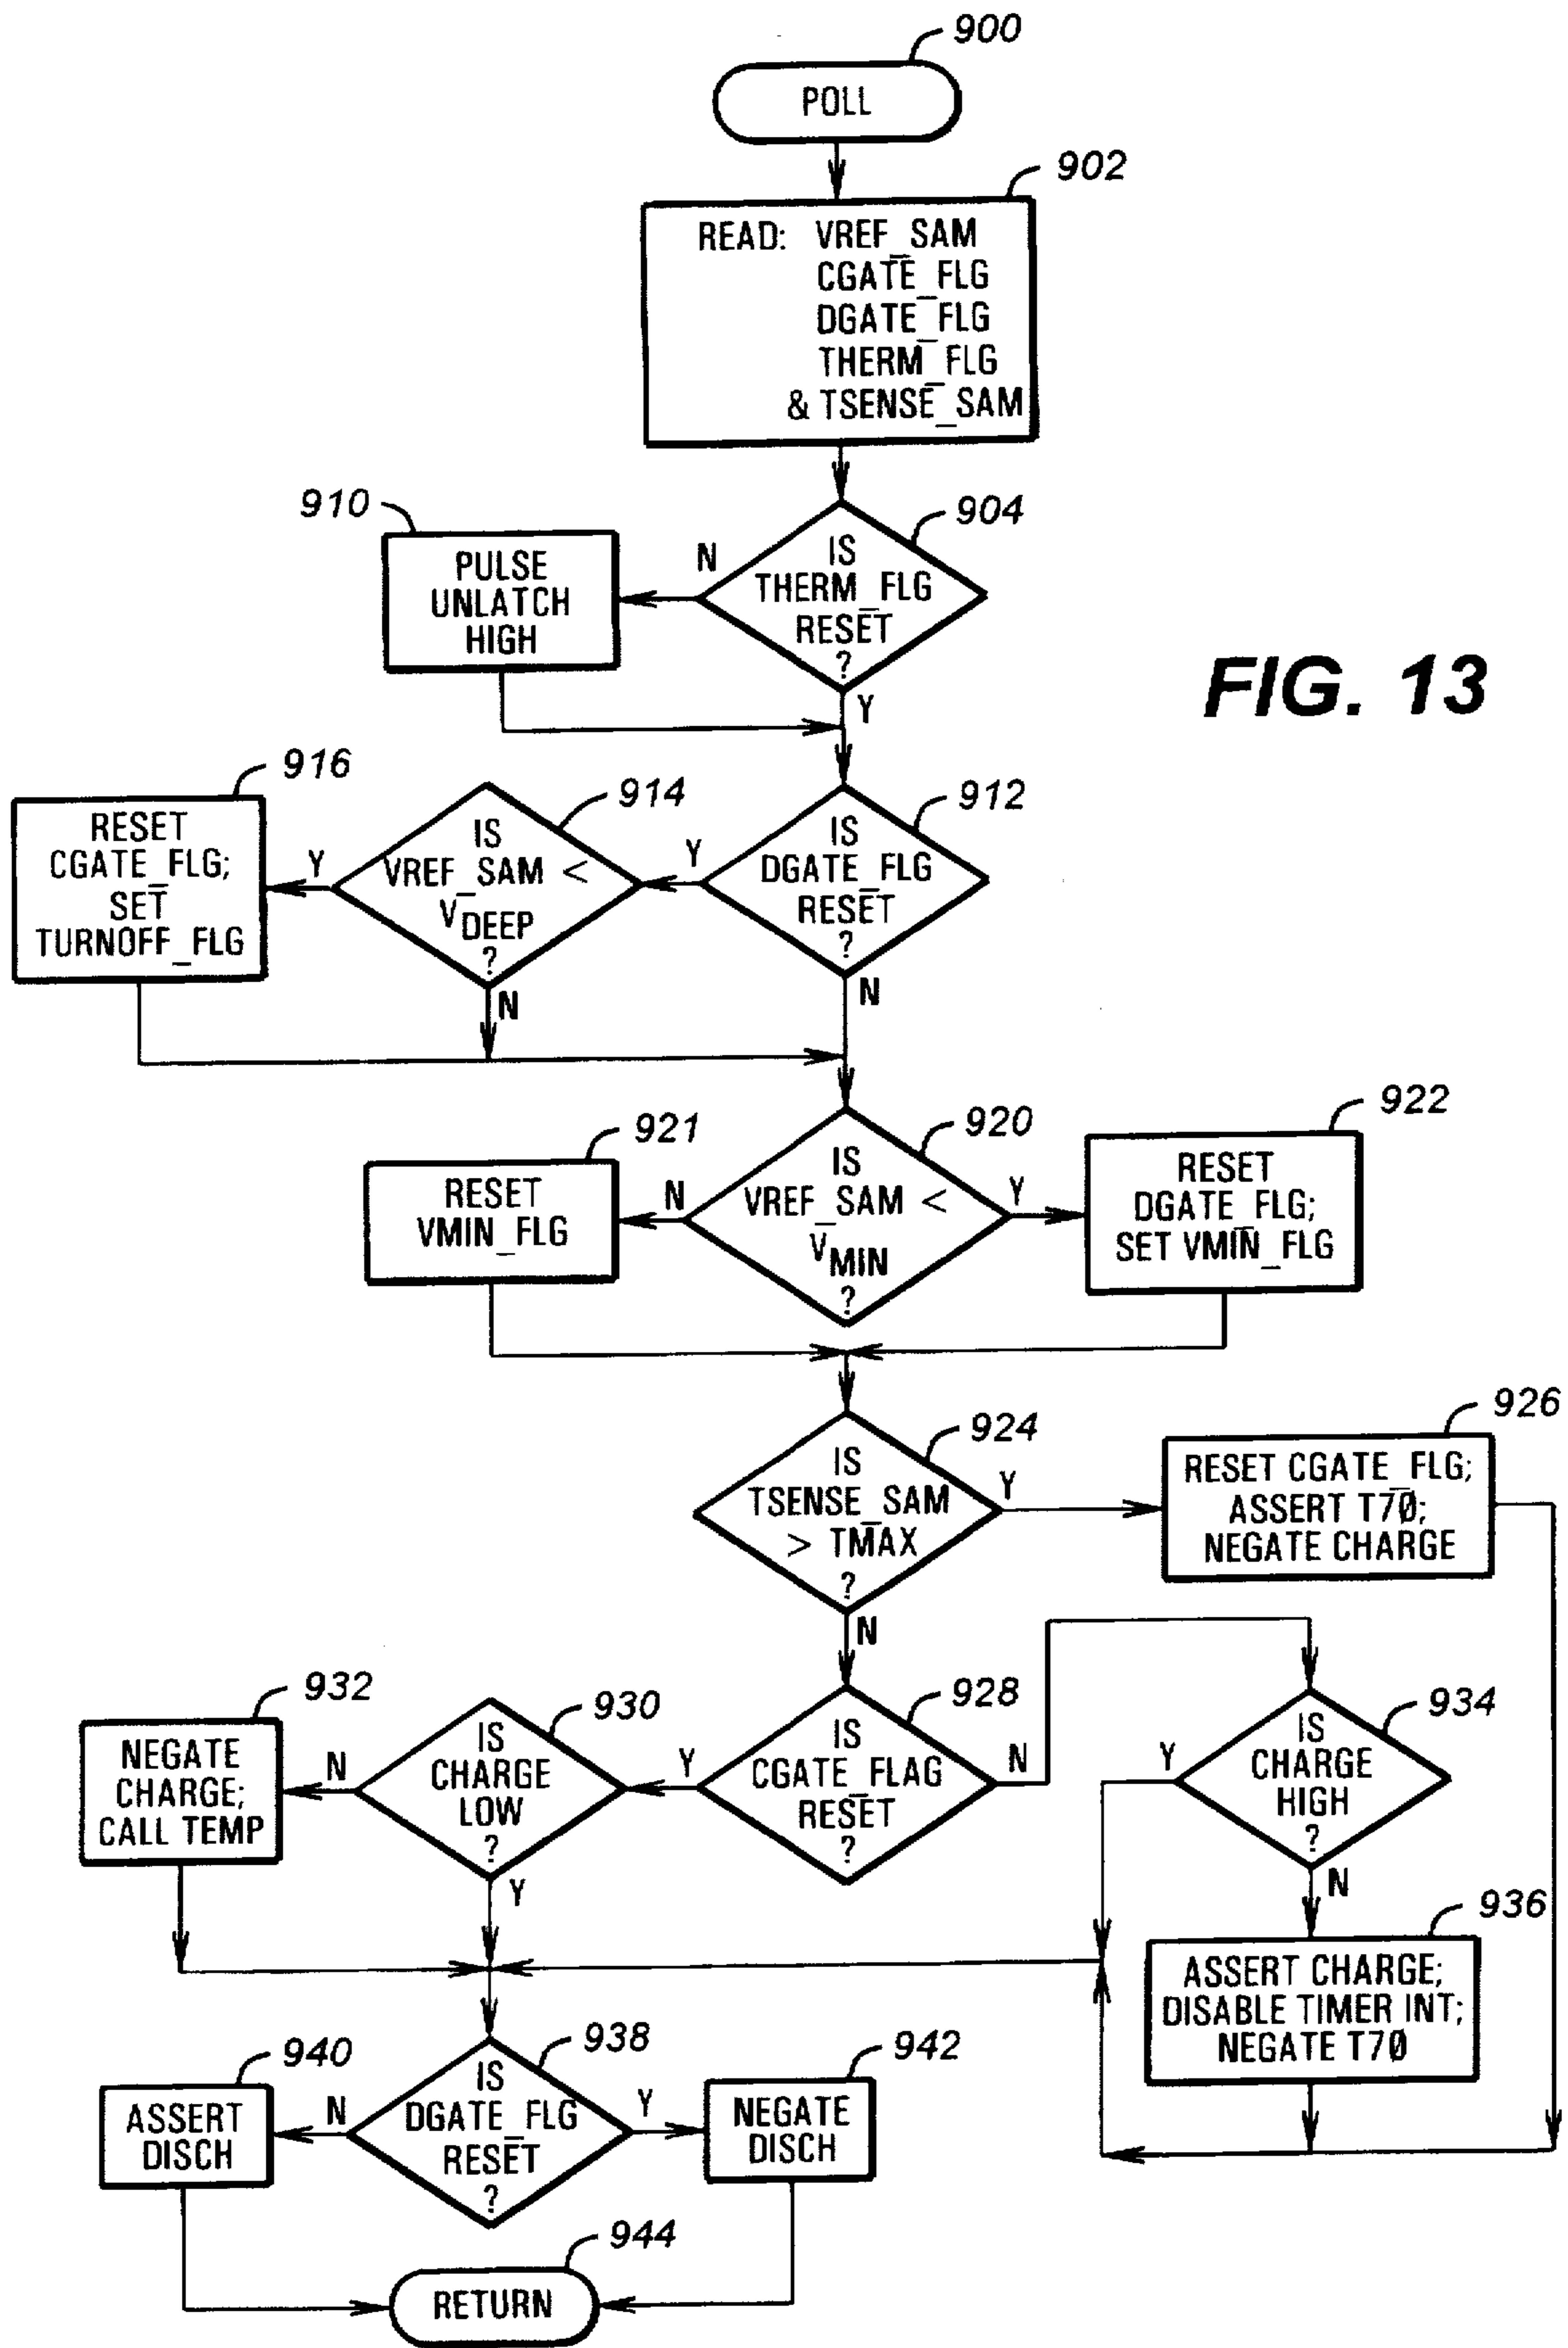 900
POLL
902
READ: VREF_SAM
CGATE_FLG
DGATE_FLG
THERM_FLG
& TSENSE_SAM
910
PULSE
UNLATCH
HIGH
N
904
IS
THERM_FLG
RESET
?
Y
FIG. 13
916
RESET
CGATE_FLG;
SET
TURNOFF_FLG
Y
914
IS
VREF_SAM <
VDEEP
?
N
Y
912
IS
DGATE_FLG
RESET
?
N
921
RESET
VMIN_FLG
N
920
IS
VREF_SAM <
VMIN
?
Y
922
RESET
DGATE_FLG;
SET VMIN_FLG
924
IS
TSENSE_SAM
> TMAX
?
Y
N
926
RESET CGATE_FLG;
ASSERT T7Ø;
NEGATE CHARGE
932
NEGATE
CHARGE;
CALL TEMP
N
930
IS
CHARGE
LOW
?
Y
Y
928
IS
CGATE_FLAG
RESET
?
N
934
IS
CHARGE
HIGH
?
Y
N
936
ASSERT CHARGE;
DISABLE TIMER INT;
NEGATE T7Ø
940
ASSERT
DISCH
N
938
IS
DGATE_FLG
RESET
?
Y
942
NEGATE
DISCH
944
RETURN